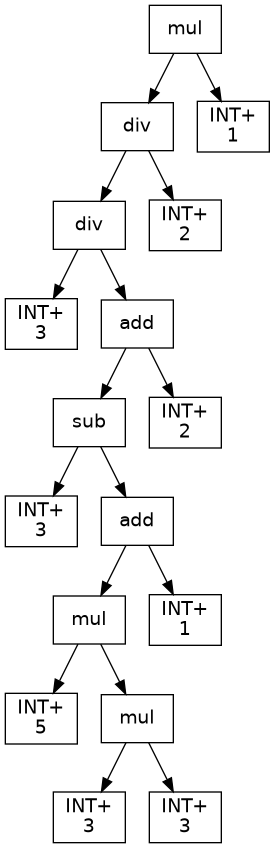 mul
div
INT+
1
div
INT+
2
INT+
3
add
sub
INT+
2
INT+
3
add
mul
INT+
1
INT+
5
mul
INT+
3
INT+
3